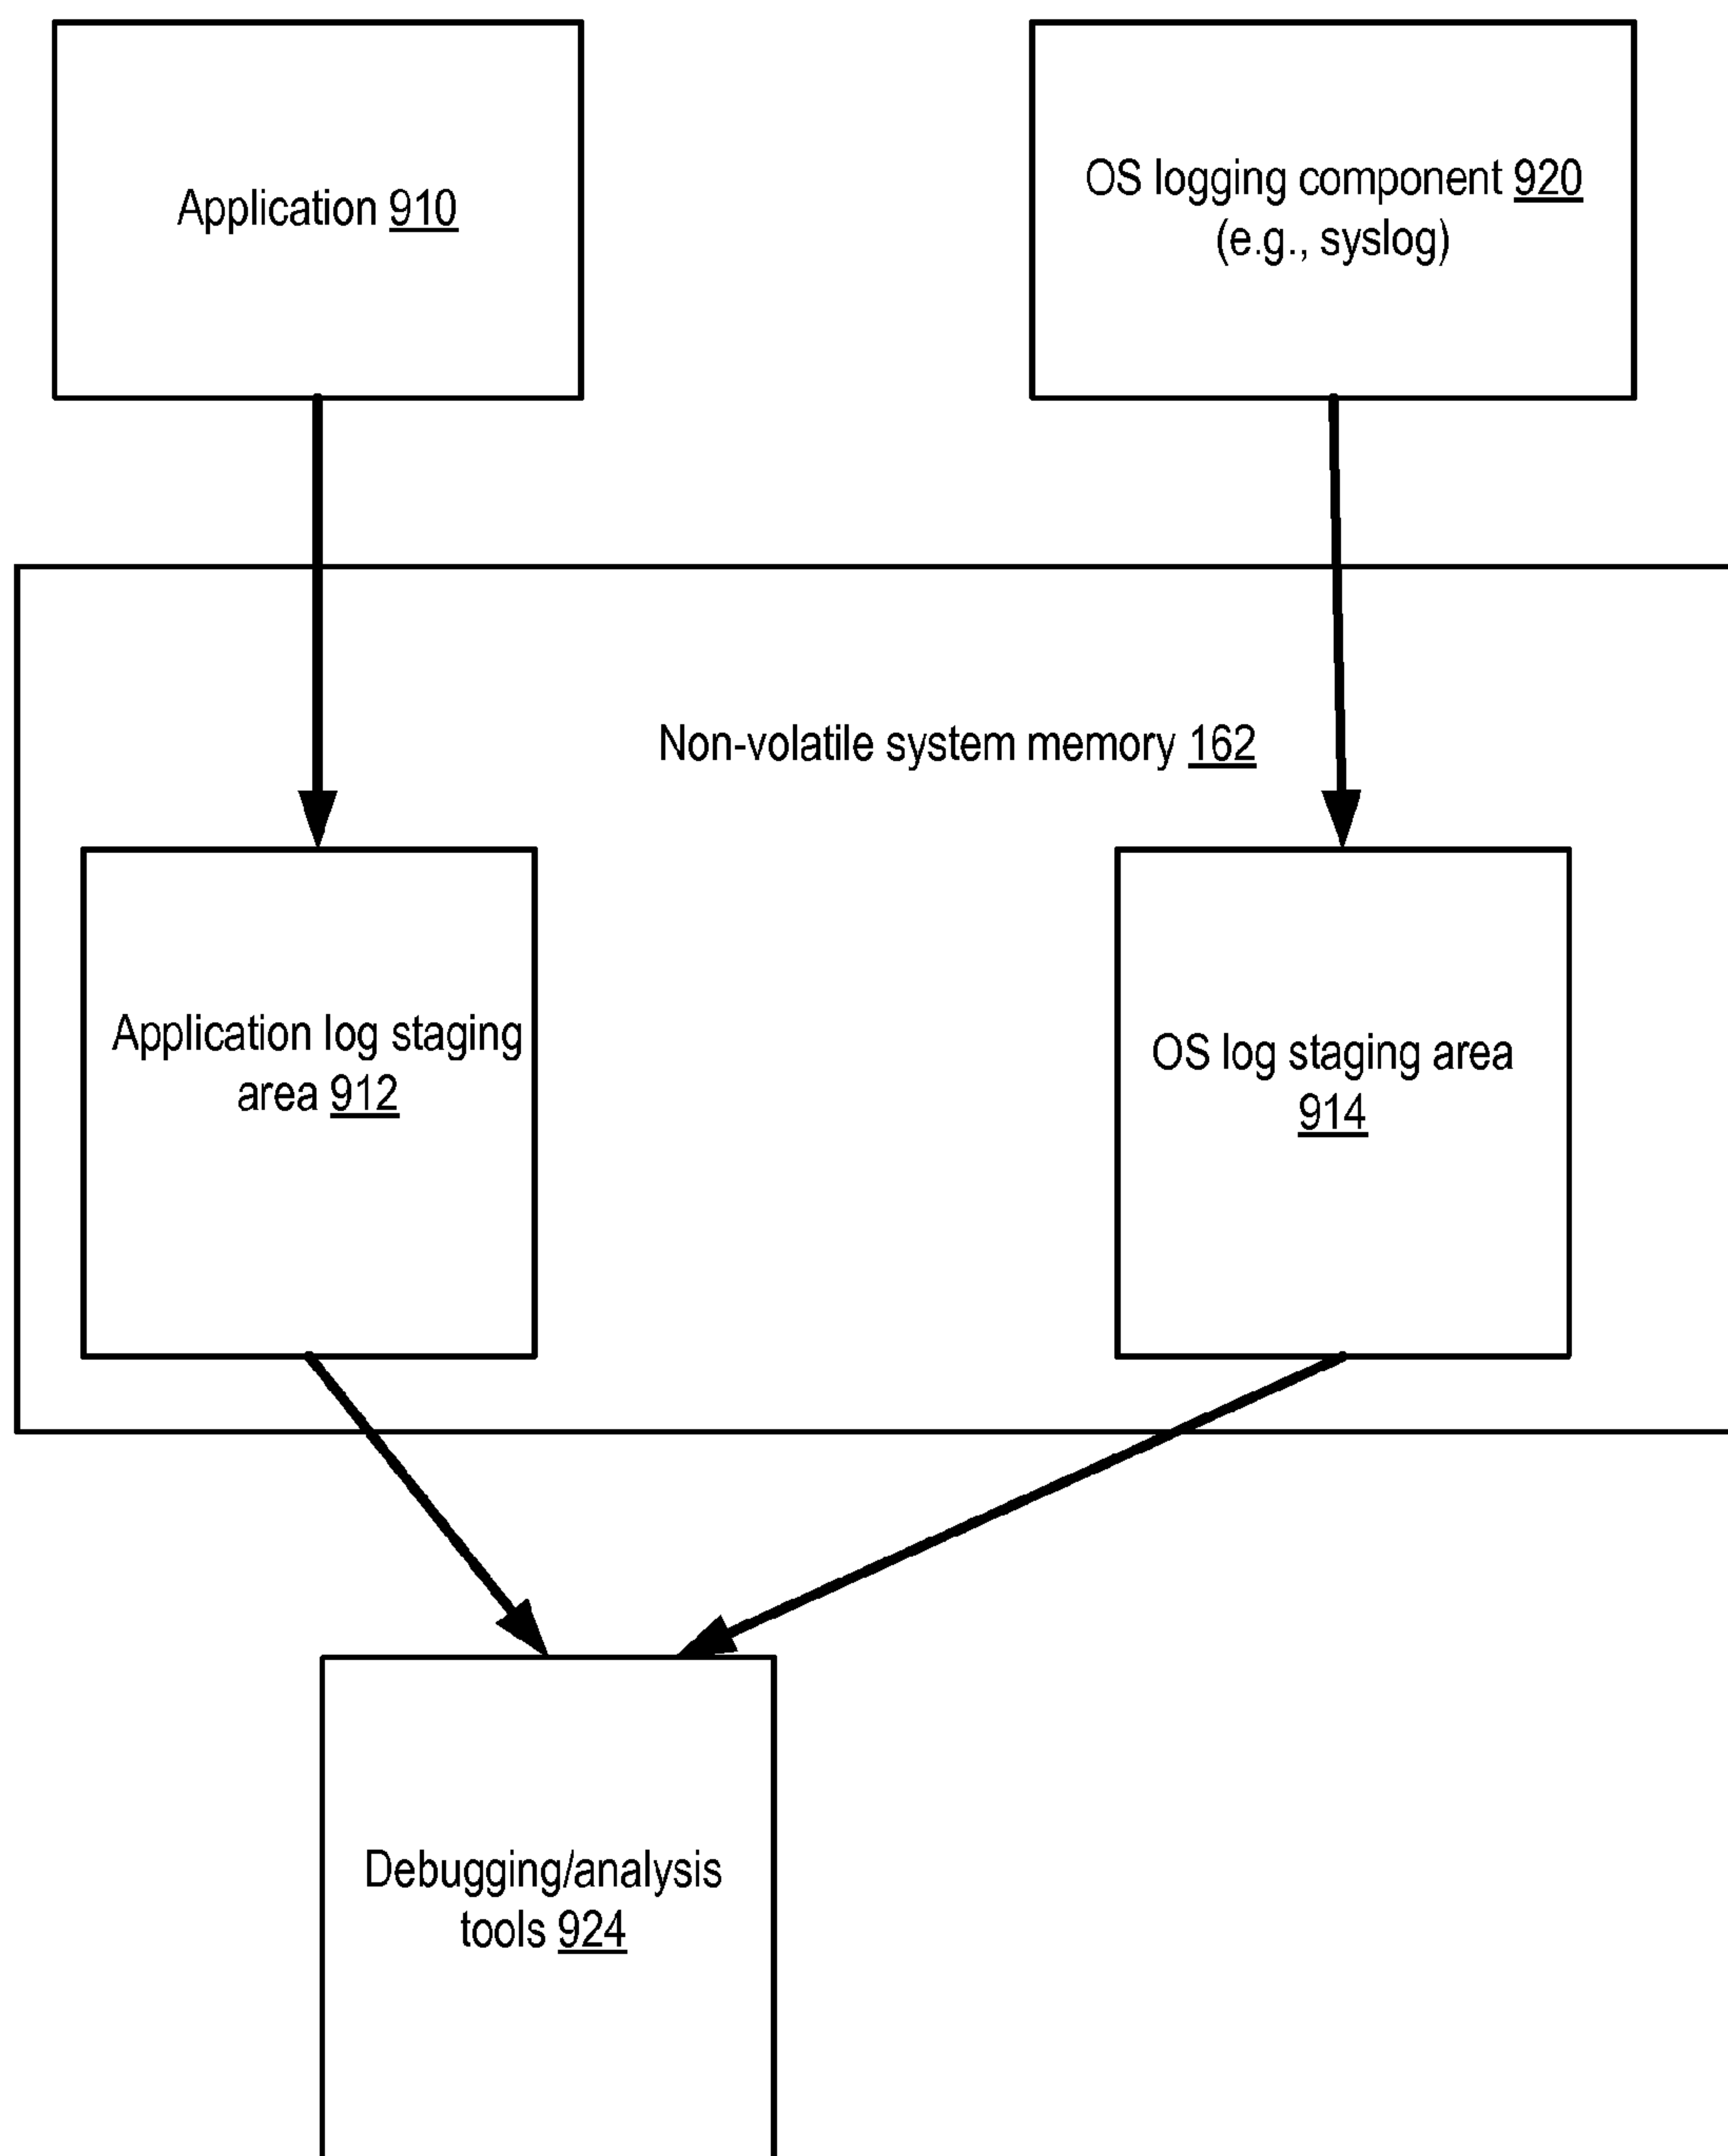 Application 910
OS logging component 920
(e.g., syslog)
Non-volatile system memory 162
Application log staging
area 912
OS log staging area
914
Debugging/analysis
tools 924